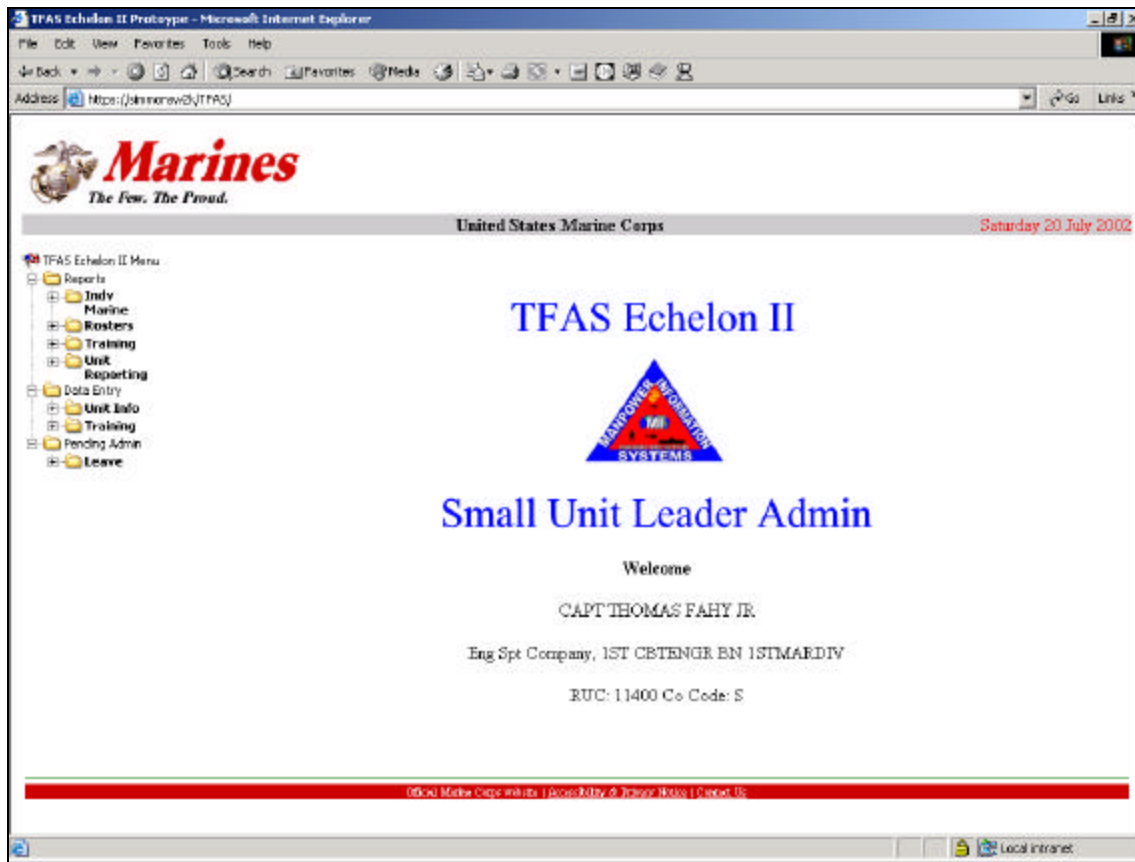 TFAS Echelon II Protoype - Microsoft Internet Explorer
File Edit View Favorites Tools Help
Back Search Favorites Media
Address Go Links
Marines
The Few. The Proud.
United States Marine Corps Saturday 20 July 2002
TFAS Echelon II Menu
Reports
Indv
Marine
Rosters
Training
Unit
Reporting
Data Entry
Unit Info
Training
Pending Admin
Leave
TFAS Echelon II
MANPOWER INFORMATION
MI
SYSTEMS
Small Unit Leader Admin
Welcome
CAPT THOMAS FAHY JR
Eng Spt Company, 1ST CBTENGR BN 1STMARDIV
RUC: 11400 Co Code: S
Official Marine Corps website | Accessibility & Privacy Notice | Contact Us
Local intranet